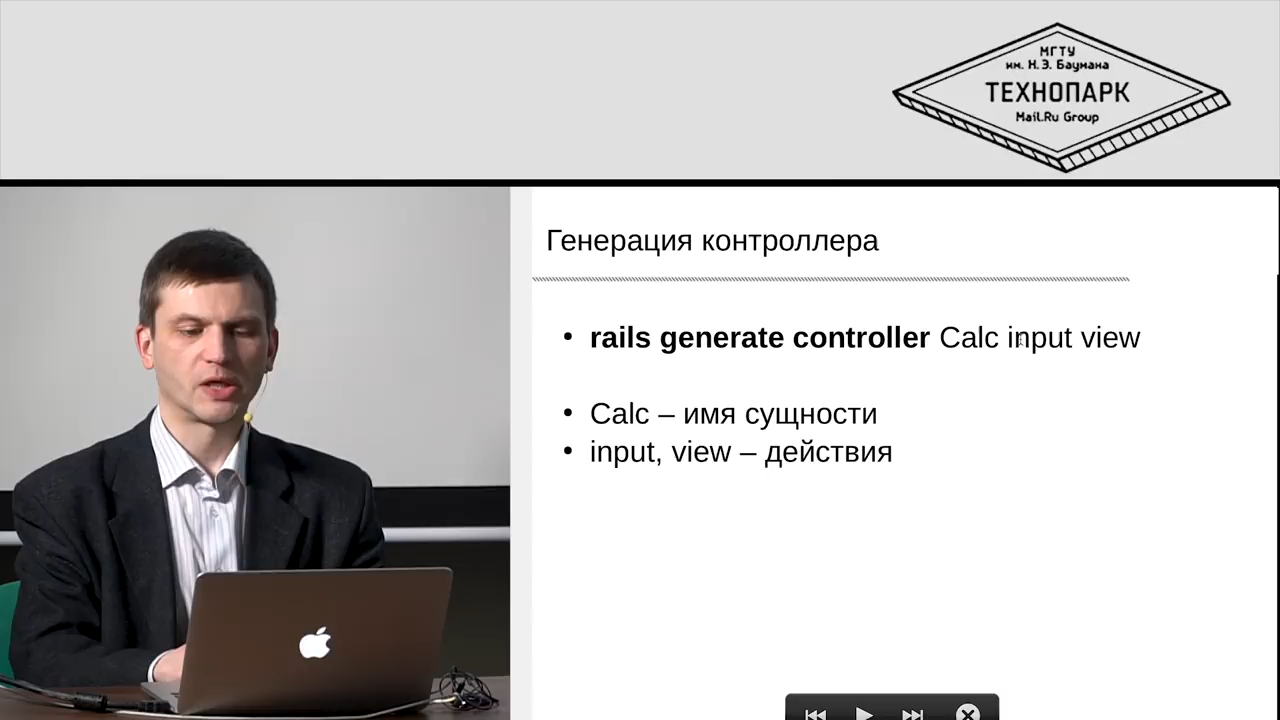 МГТУ
им. Н.Э. Баумана
ТЕХНОПАРК
Mail.Ru Group
Генерация контроллера
• rails generate controller Calc input view
• Calc – имя сущности
• input, view – действия